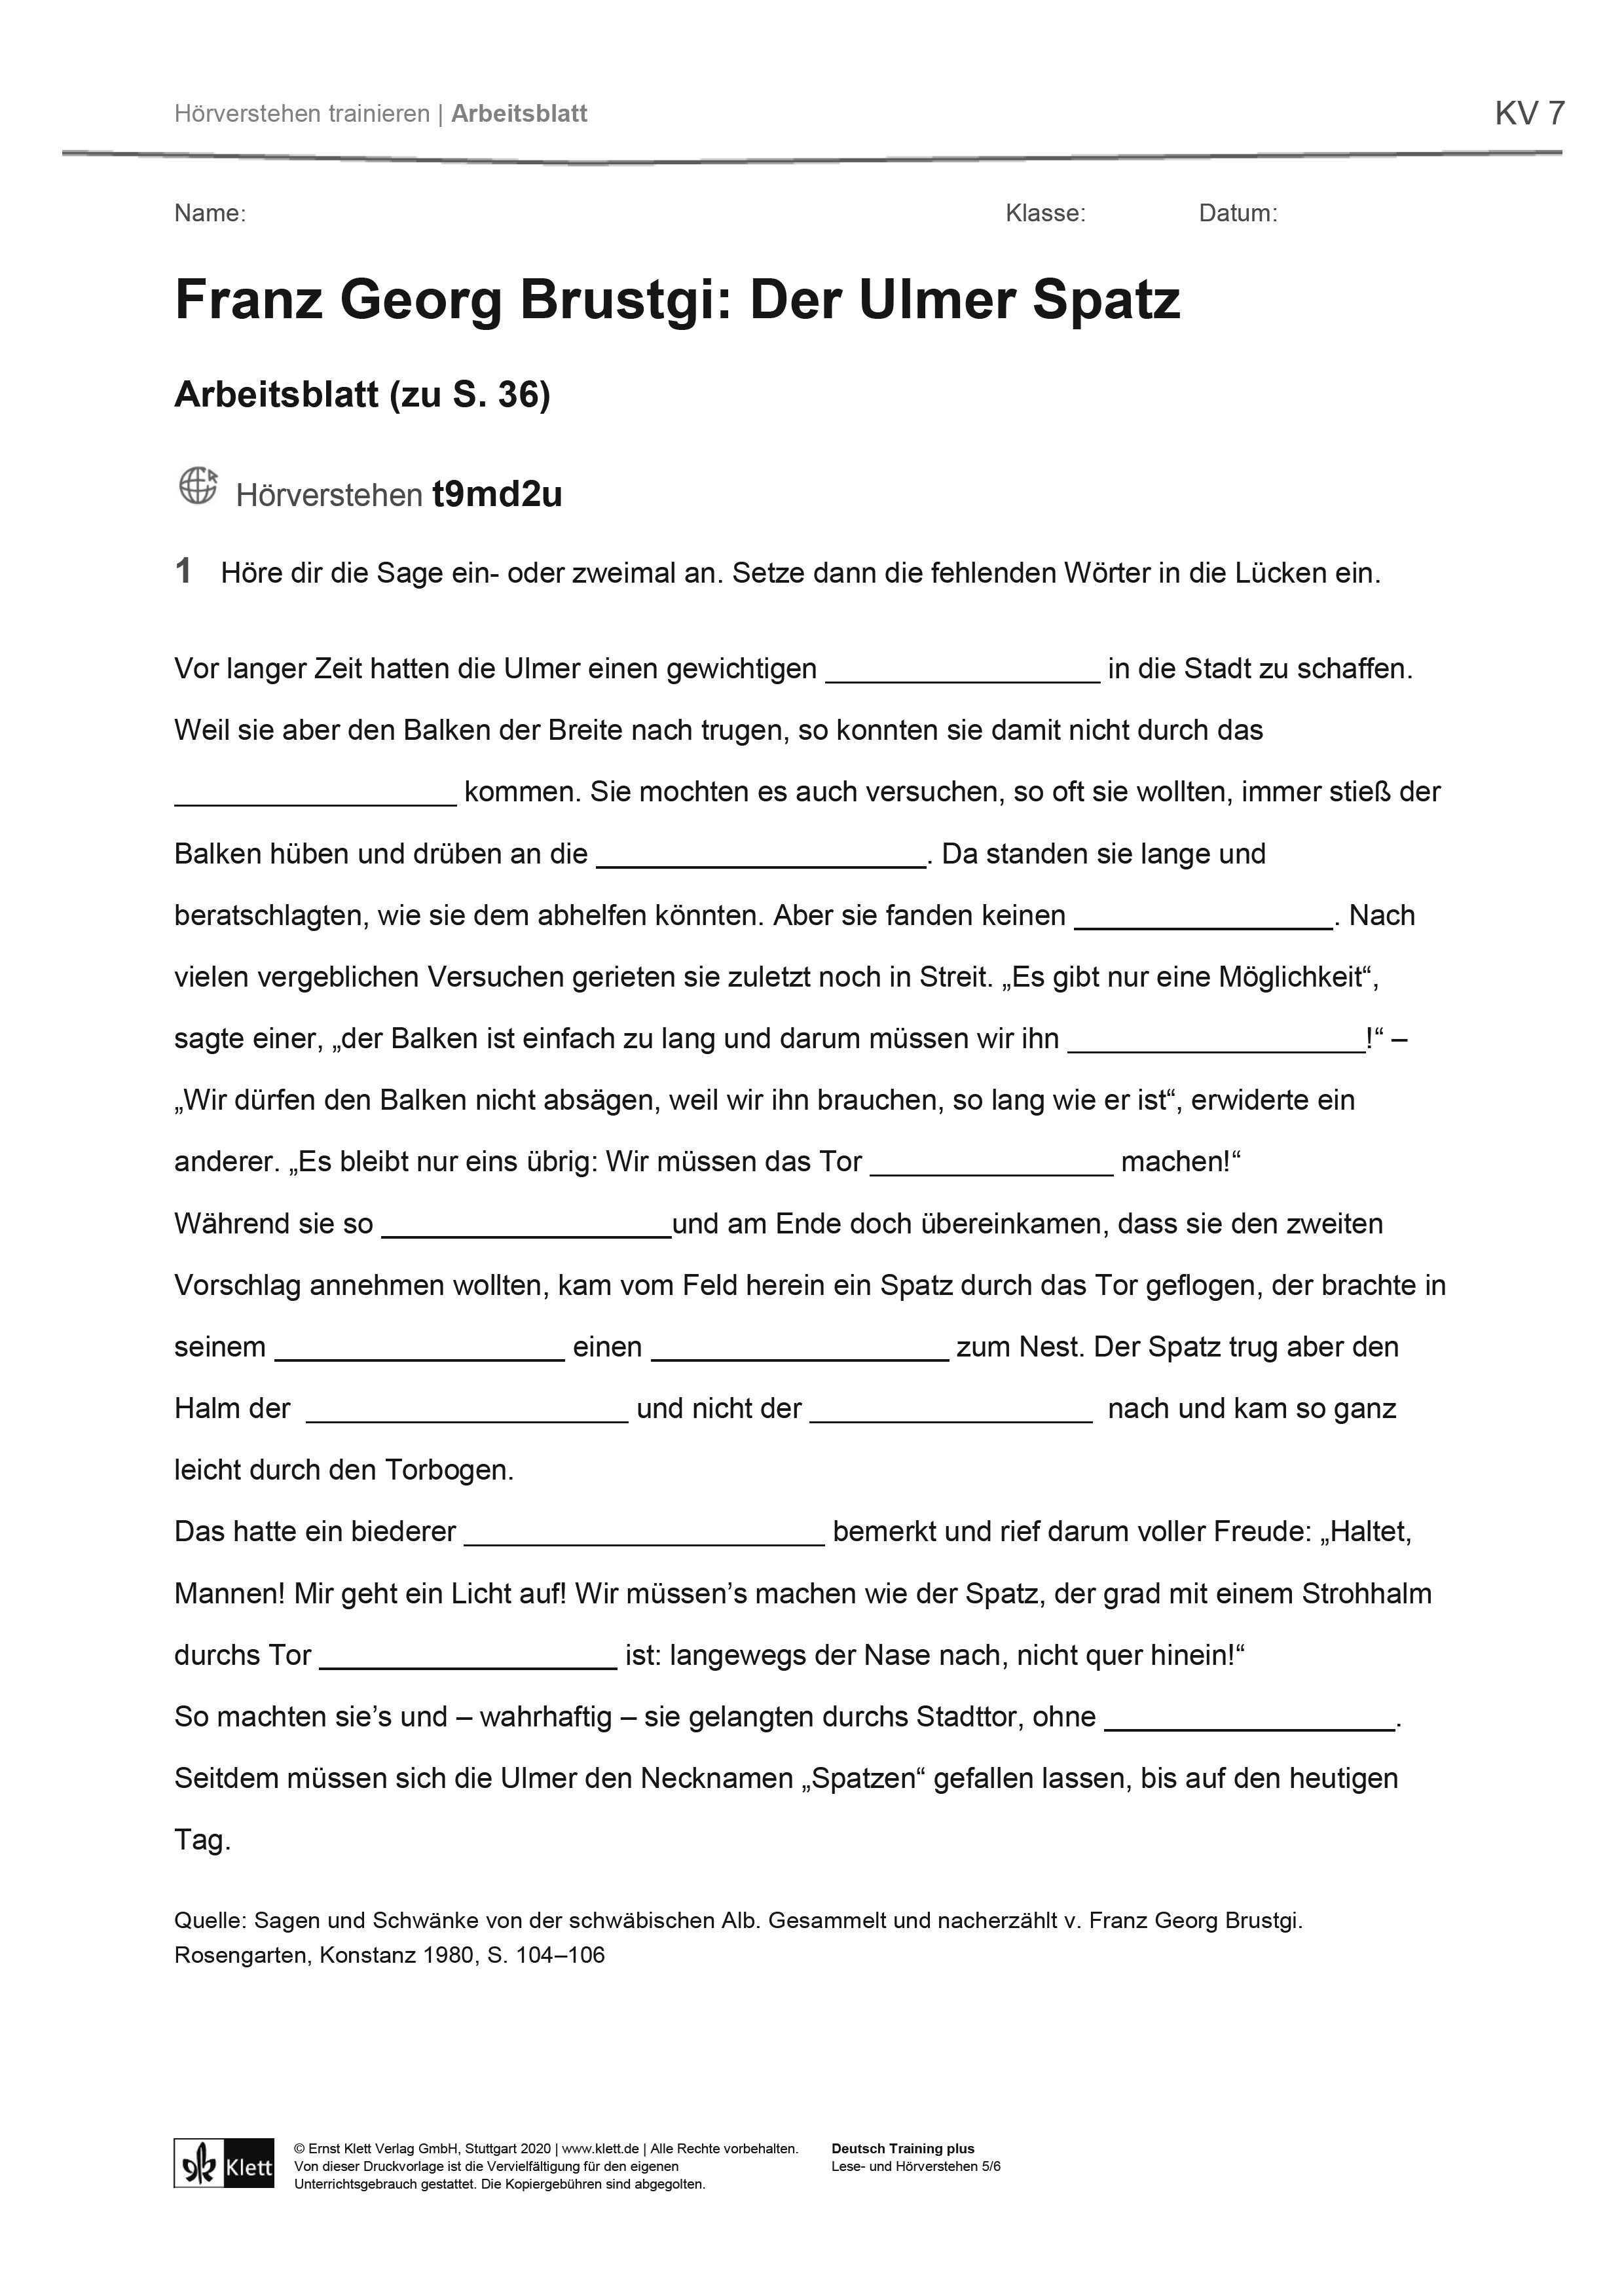 Hörverstehen trainieren | Arbeitsblatt
KV 7
Name: Klasse: Datum:
Franz Georg Brustgi: Der Ulmer Spatz
Arbeitsblatt (zu S. 36)
Hörverstehen t9md2u
1 Höre dir die Sage ein- oder zweimal an. Setze dann die fehlenden Wörter in die Lücken ein.
Vor langer Zeit hatten die Ulmer einen gewichtigen _________________ in die Stadt zu schaffen.
Weil sie aber den Balken der Breite nach trugen, so konnten sie damit nicht durch das
_________________ kommen. Sie mochten es auch versuchen, so oft sie wollten, immer stieß der
Balken hüben und drüben an die ____________________. Da standen sie lange und
beratschlagten, wie sie dem abhelfen könnten. Aber sie fanden keinen ________________. Nach
vielen vergeblichen Versuchen gerieten sie zuletzt noch in Streit. „Es gibt nur eine Möglichkeit“,
sagte einer, „der Balken ist einfach zu lang und darum müssen wir ihn __________________!“ –
„Wir dürfen den Balken nicht absägen, weil wir ihn brauchen, so lang wie er ist“, erwiderte ein
anderer. „Es bleibt nur eins übrig: Wir müssen das Tor _______________ machen!“
Während sie so __________________und am Ende doch übereinkamen, dass sie den zweiten
Vorschlag annehmen wollten, kam vom Feld herein ein Spatz durch das Tor geflogen, der brachte in
seinem __________________ einen __________________ zum Nest. Der Spatz trug aber den
Halm der ____________________ und nicht der _________________ nach und kam so ganz
leicht durch den Torbogen.
Das hatte ein biederer ______________________ bemerkt und rief darum voller Freude: „Haltet,
Mannen! Mir geht ein Licht auf! Wir müssen’s machen wie der Spatz, der grad mit einem Strohhalm
durchs Tor __________________ ist: langewegs der Nase nach, nicht quer hinein!“
So machten sie’s und – wahrhaftig – sie gelangten durchs Stadttor, ohne __________________.
Seitdem müssen sich die Ulmer den Necknamen „Spatzen“ gefallen lassen, bis auf den heutigen
Tag.
Quelle: Sagen und Schwänke von der schwäbischen Alb. Gesammelt und nacherzählt v. Franz Georg Brustgi.
Rosengarten, Konstanz 1980, S. 104–106
Klett
© Ernst Klett Verlag GmbH, Stuttgart 2020 | www.klett.de | Alle Rechte vorbehalten.
Von dieser Druckvorlage ist die Vervielfältigung für den eigenen
Unterrichtsgebrauch gestattet. Die Kopiergebühren sind abgegolten.
Deutsch Training plus
Lese- und Hörverstehen 5/6